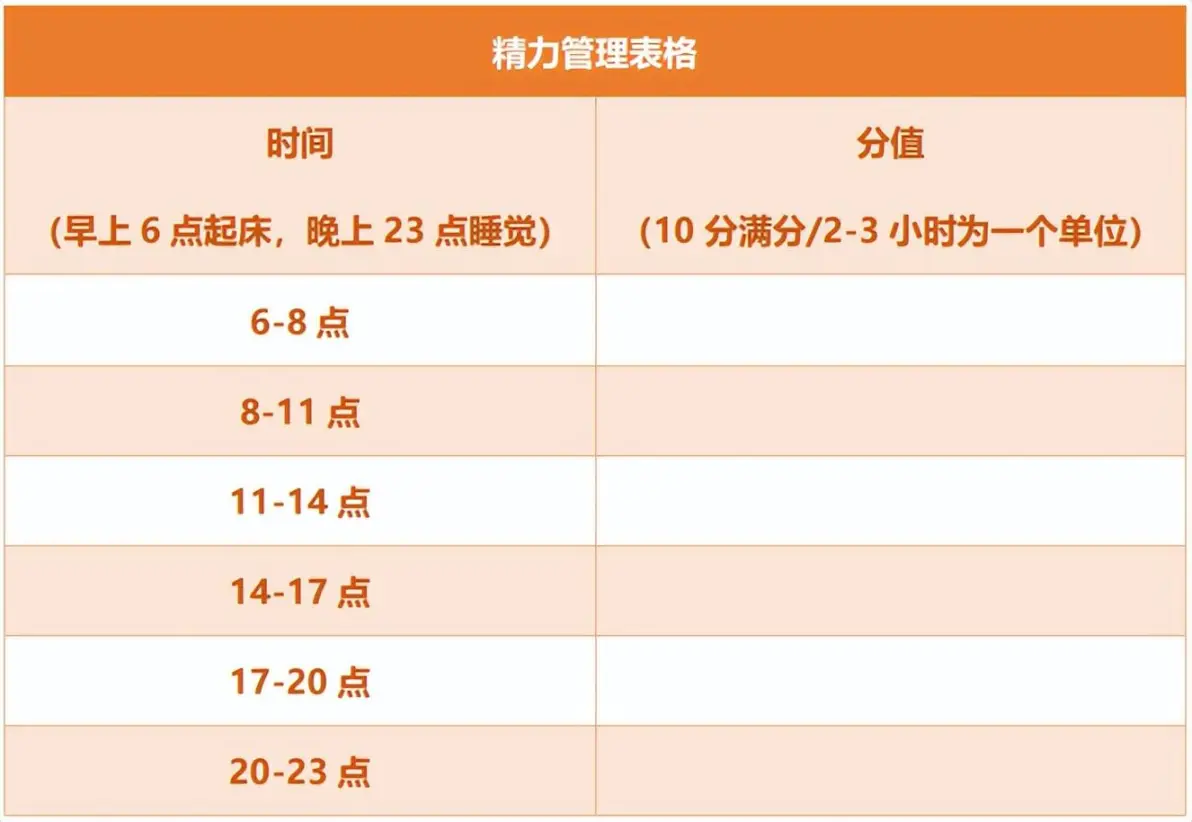 精力管理表格
时间
分值
(早上 6 点起床，晚上 23 点睡觉)
(10 分满分/2-3 小时为一个单位)
6-8 点
8-11 点
11-14 点
14-17 点
17-20 点
20-23 点